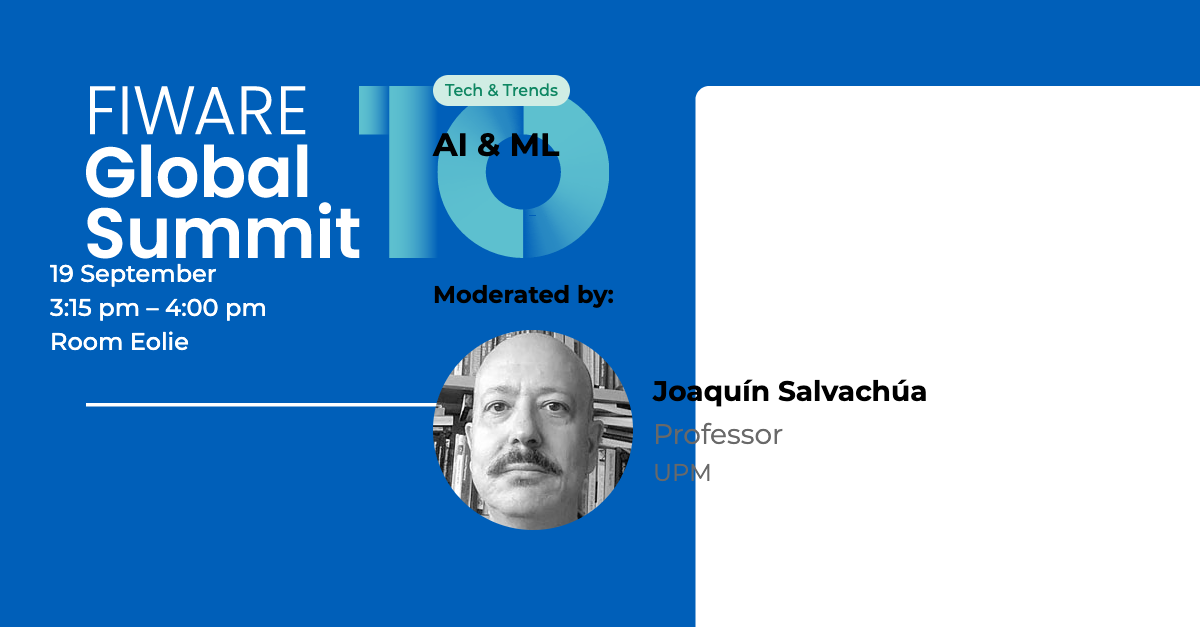 FIWARE
Global
Summit
10
19 September
3:15 pm – 4:00 pm
Room Eolie
Tech & Trends
AI & ML
Moderated by:
Joaquín Salvachúa
Professor
UPM